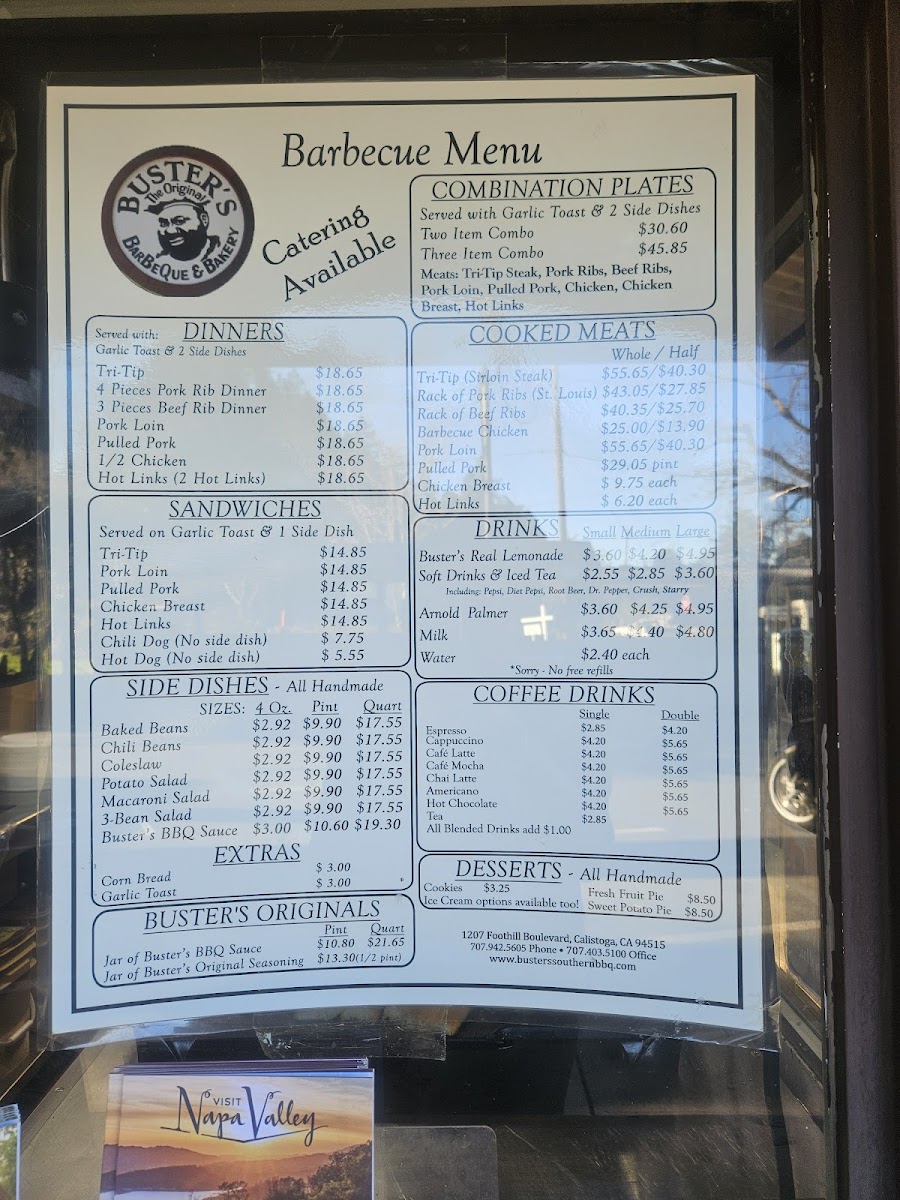 Barbecue Menu
BUSTER'S
The Original
BARBEQUE & BAKERY
Catering
Available
COMBINATION PLATES
Served with Garlic Toast & 2 Side Dishes
Two Item Combo $30.60
Three Item Combo $45.85
Meats: Tri-Tip Steak, Pork Ribs, Beef Ribs,
Pork Loin, Pulled Pork, Chicken, Chicken
Breast, Hot Links
Served with: DINNERS
Garlic Toast & 2 Side Dishes
Tri-Tip $18.65
4 Pieces Pork Rib Dinner $18.65
3 Pieces Beef Rib Dinner $18.65
Pork Loin $18.65
Pulled Pork $18.65
1/2 Chicken $18.65
Hot Links (2 Hot Links) $18.65
COOKED MEATS
Whole / Half
Tri-Tip (Sirloin Steak) $55.65/$40.30
Rack of Pork Ribs (St. Louis) $43.05/$27.85
Rack of Beef Ribs $40.35/$25.70
Barbecue Chicken $25.00/$13.90
Pork Loin $55.65/$40.30
Pulled Pork $29.05 pint
Chicken Breast $ 9.75 each
Hot Links $ 6.20 each
SANDWICHES
Served on Garlic Toast & 1 Side Dish
Tri-Tip $14.85
Pork Loin $14.85
Pulled Pork $14.85
Chicken Breast $14.85
Hot Links $14.85
Chili Dog (No side dish) $ 7.75
Hot Dog (No side dish) $ 5.55
DRINKS Small Medium Large
Buster's Real Lemonade $3.60 $4.20 $4.95
Soft Drinks & Iced Tea $2.55 $2.85 $3.60
Including: Pepsi, Diet Pepsi, Root Beer, Dr. Pepper, Crush, Starry
Arnold Palmer $3.60 $4.25 $4.95
Milk $3.65 $4.40 $4.80
Water $2.40 each
*Sorry - No free refills
SIDE DISHES - All Handmade
SIZES: 4 Oz. Pint Quart
Baked Beans $2.92 $9.90 $17.55
Chili Beans $2.92 $9.90 $17.55
Coleslaw $2.92 $9.90 $17.55
Potato Salad $2.92 $9.90 $17.55
Macaroni Salad $2.92 $9.90 $17.55
3-Bean Salad $2.92 $9.90 $17.55
Buster's BBQ Sauce $3.00 $10.60 $19.30
EXTRAS
Corn Bread $ 3.00
Garlic Toast $ 3.00
COFFEE DRINKS
Single Double
Espresso $2.85 $4.20
Cappuccino $4.20 $5.65
Café Latte $4.20 $5.65
Café Mocha $4.20 $5.65
Chai Latte $4.20 $5.65
Americano $4.20 $5.65
Hot Chocolate $4.20 $5.65
Tea $2.85
All Blended Drinks add $1.00
DESSERTS - All Handmade
Cookies $3.25 Fresh Fruit Pie $8.50
Ice Cream options available too! Sweet Potato Pie $8.50
BUSTER'S ORIGINALS
Pint Quart
Jar of Buster's BBQ Sauce $10.80 $21.65
Jar of Buster's Original Seasoning $13.30(1/2 pint)
1207 Foothill Boulevard, Calistoga, CA 94515
707.942.5605 Phone • 707.403.5100 Office
www.busterssouthernbbq.com
VISIT
Napa Valley